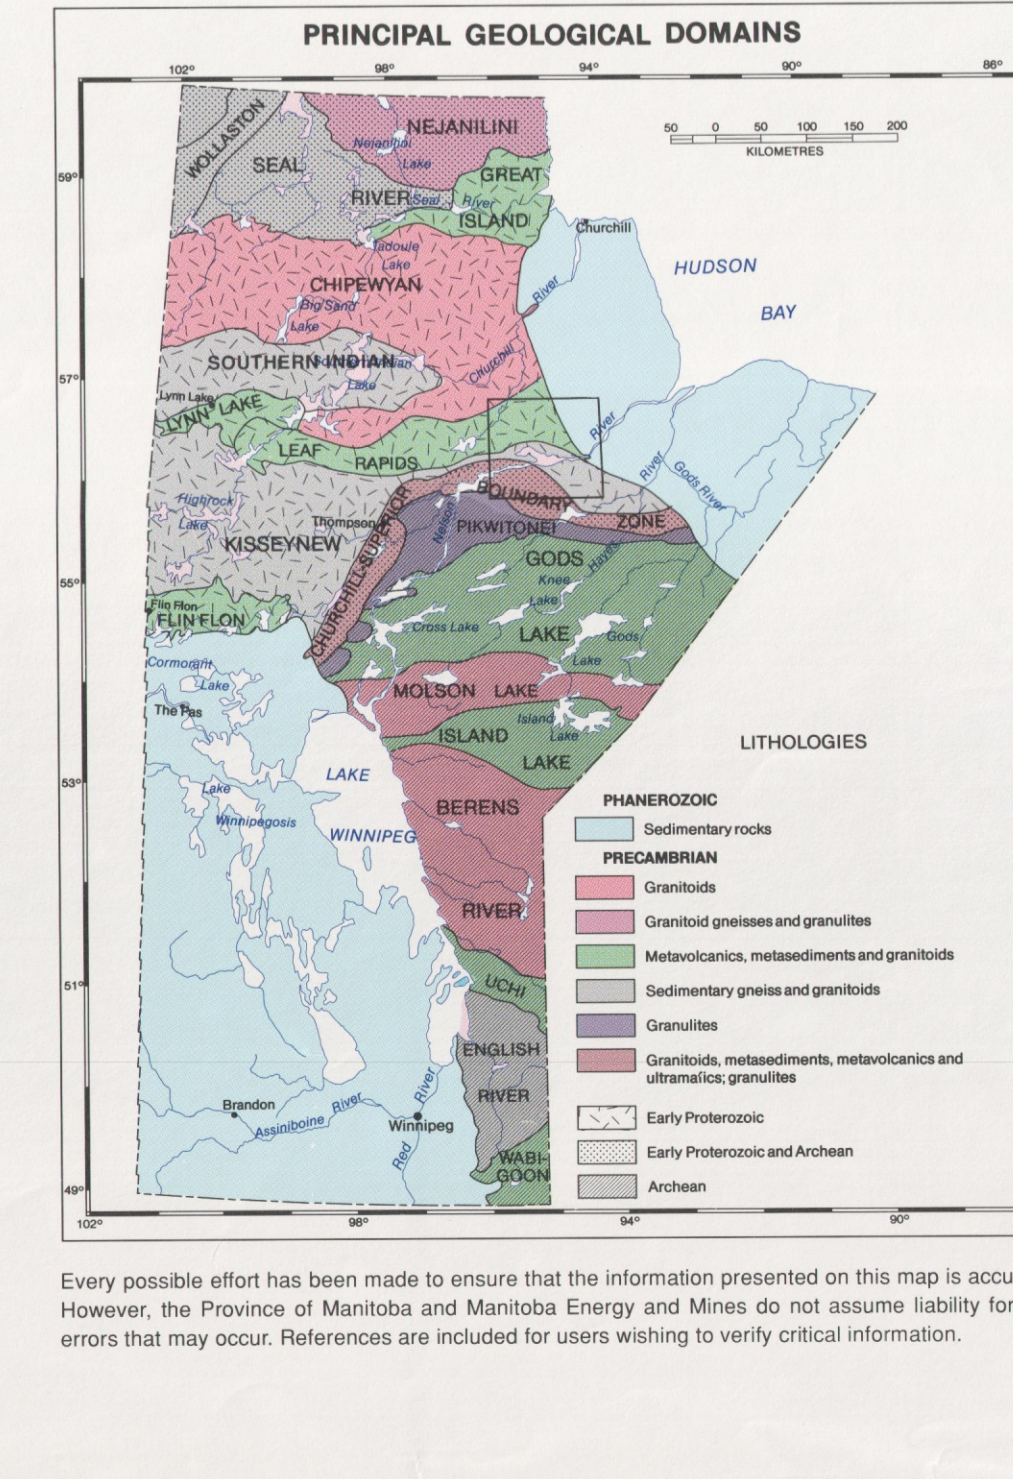 PRINCIPAL GEOLOGICAL DOMAINS
102° 98° 94° 90° 86°
50 0 50 100 150 200
KILOMETRES
NEJANILINI
Nejanilini
Lake
WOLLASTON
SEAL
RIVER
Seal River
GREAT
ISLAND
59°
Churchill
HUDSON
BAY
Tadoule
Lake
CHIPEWYAN
Big Sand
Lake
River
Churchill
SOUTHERN INDIAN
Lake
57°
Lynn Lake
LYNN LAKE
LEAF
RAPIDS
River
River
Gods River
Highrock
Lake
Thompson
KISSEYNEW
CHURCHILL-SUPERIOR
BOUNDARY
ZONE
Nelson
PIKWITONEI
GODS
LAKE
Hayes
Knee
Lake
Cross Lake
Gods
Lake
55°
Flin Flon
FLIN FLON
Cormorant
Lake
The Pas
MOLSON LAKE
Island
Lake
ISLAND
LAKE
LAKE
WINNIPEG
53°
Lake
Winnipegosis
BERENS
RIVER
UCHI
51°
ENGLISH
RIVER
WABI-
GOON
Brandon
Assiniboine River
Winnipeg
Red River
49°
102° 98° 94° 90°
LITHOLOGIES
PHANEROZOIC
Sedimentary rocks
PRECAMBRIAN
Granitoids
Granitoid gneisses and granulites
Metavolcanics, metasediments and granitoids
Sedimentary gneiss and granitoids
Granulites
Granitoids, metasediments, metavolcanics and
ultramafics; granulites
Early Proterozoic
Early Proterozoic and Archean
Archean
Every possible effort has been made to ensure that the information presented on this map is accu
However, the Province of Manitoba and Manitoba Energy and Mines do not assume liability for
errors that may occur. References are included for users wishing to verify critical information.